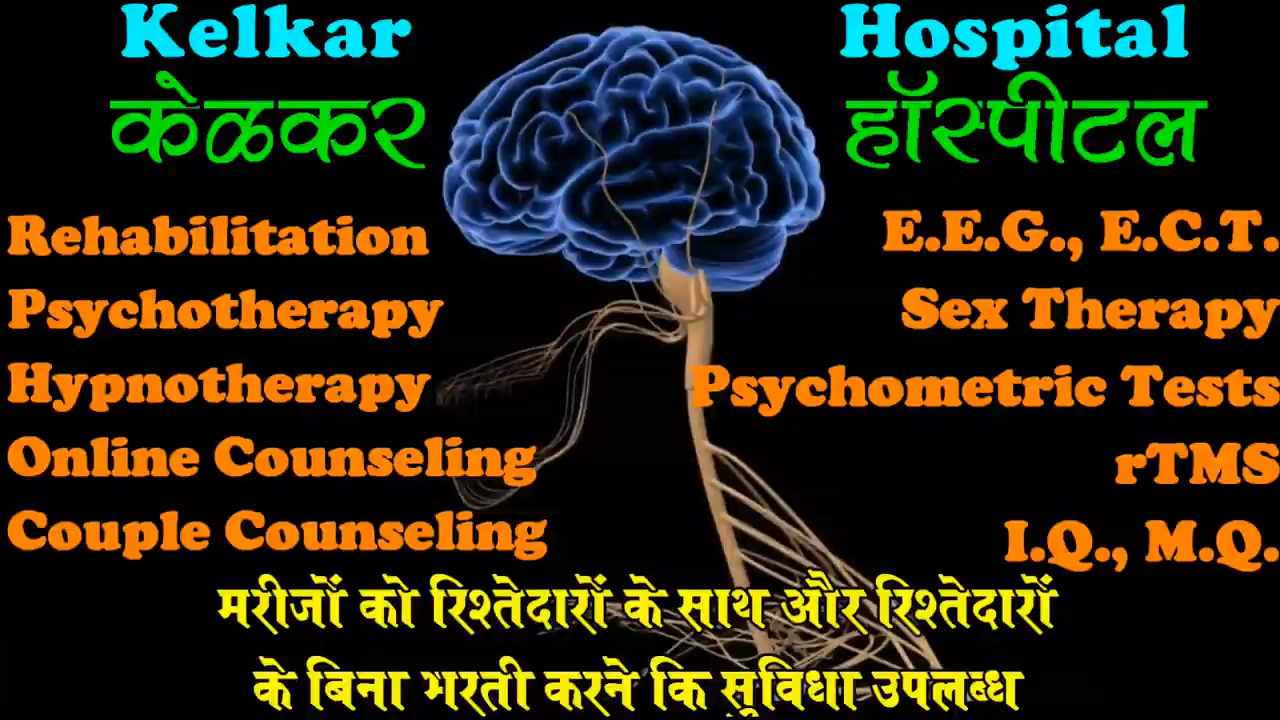 Kelkar Hospital
केळकर हॉस्पीटल
Rehabilitation
Psychotherapy
Hypnotherapy
Online Counseling
Couple Counseling
E.E.G., E.C.T.
Sex Therapy
Psychometric Tests
rTMS
I.Q., M.Q.
मरीजों को रिश्तेदारों के साथ और रिश्तेदारों
के बिना भरती करने कि सुविधा उपलब्ध